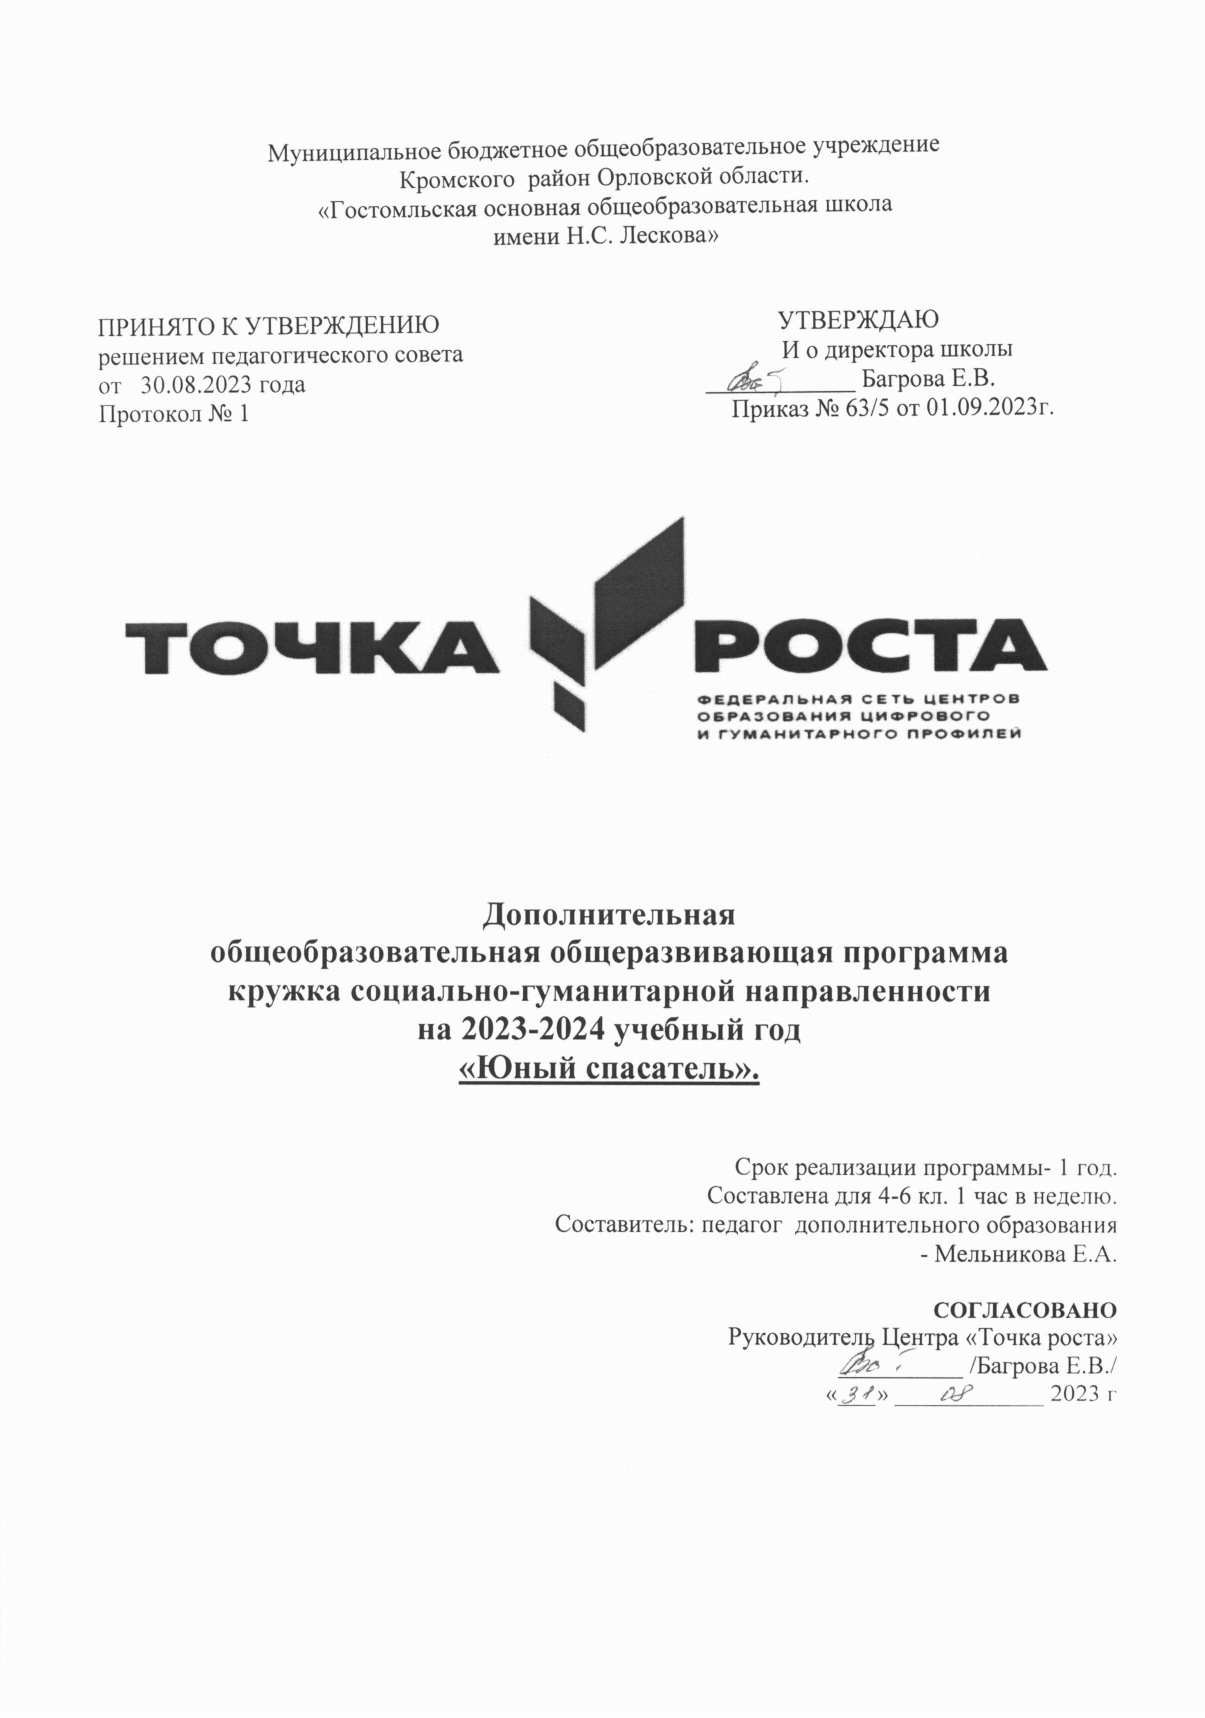 Муниципальное бюджетное общеобразовательное учреждение
Кромского район Орловской области.
«Гостомльская основная общеобразовательная школа
имени Н.С. Лескова»
ПРИНЯТО К УТВЕРЖДЕНИЮ
решением педагогического совета
от 30.08.2023 года
Протокол № 1
УТВЕРЖДАЮ
И о директора школы
Багрова Е.В.
Приказ № 63/5 от 01.09.2023г.
ТОЧКА РОСТА
ФЕДЕРАЛЬНАЯ СЕТЬ ЦЕНТРОВ
ОБРАЗОВАНИЯ ЦИФРОВОГО
И ГУМАНИТАРНОГО ПРОФИЛЕЙ
Дополнительная
общеобразовательная общеразвивающая программа
кружка социально-гуманитарной направленности
на 2023-2024 учебный год
«Юный спасатель».
Срок реализации программы- 1 год.
Составлена для 4-6 кл. 1 час в неделю.
Составитель: педагог дополнительного образования
- Мельникова Е.А.
СОГЛАСОВАНО
Руководитель Центра «Точка роста»
/Багрова Е.В./
«31» 08 2023 г